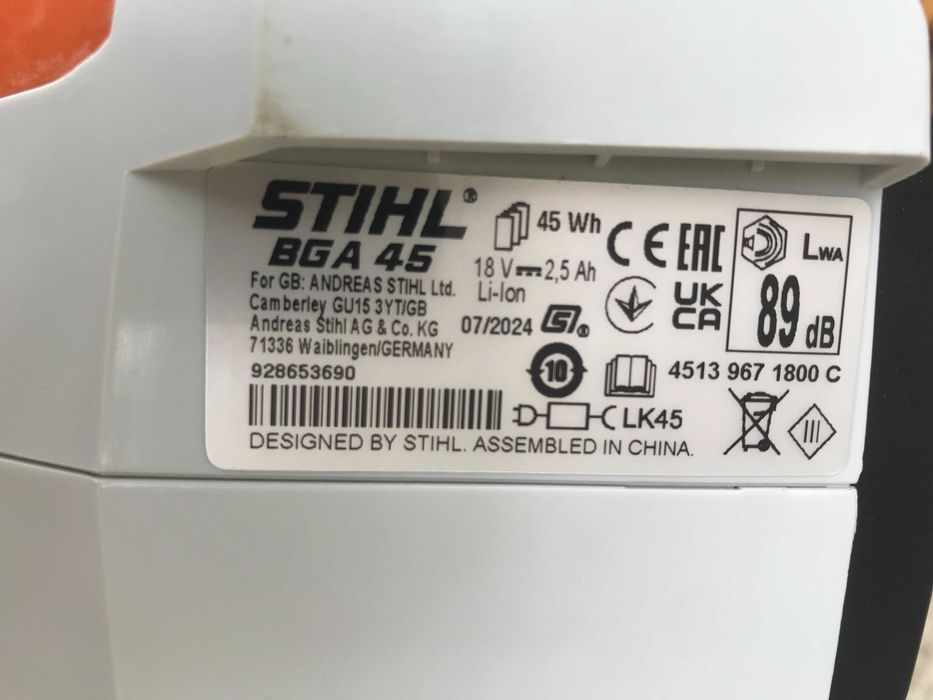 STIHL®
BGA 45
For GB: ANDREAS STIHL Ltd.
Camberley GU15 3YT/GB
Andreas Stihl AG & Co. KG
71336 Waiblingen/GERMANY
928653690
45 Wh
18 V 2,5 Ah
Li-Ion
07/2024
CE EAC
UK
CA
LWA
89 dB
10
4513 967 1800 C
LK45
III
DESIGNED BY STIHL. ASSEMBLED IN CHINA.